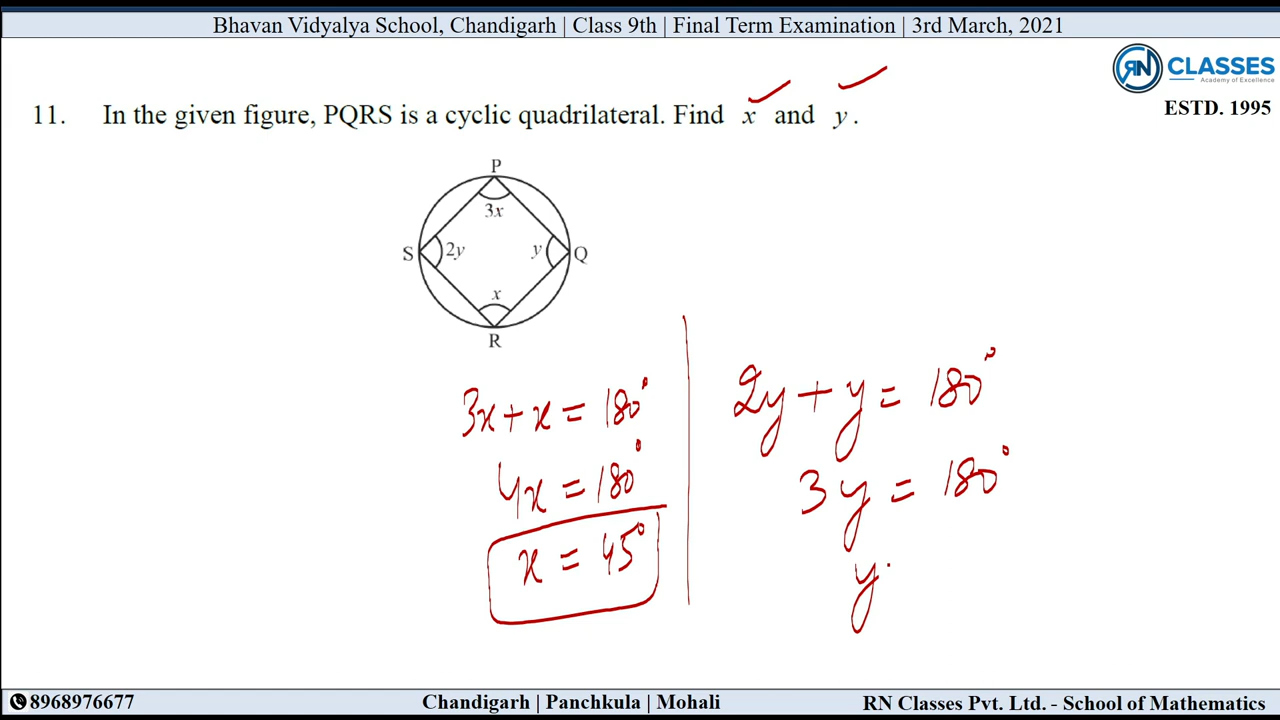 Bhavan Vidyalya School, Chandigarh | Class 9th | Final Term Examination | 3rd March, 2021
RN CLASSES
Academy of Excellence
ESTD. 1995
11. In the given figure, PQRS is a cyclic quadrilateral. Find x and y.
P
3x
S
2y
y
Q
x
R
3x + x = 180°
4x = 180°
x = 45°
2y + y = 180°
3y = 180°
y
8968976677
Chandigarh | Panchkula | Mohali
RN Classes Pvt. Ltd. - School of Mathematics